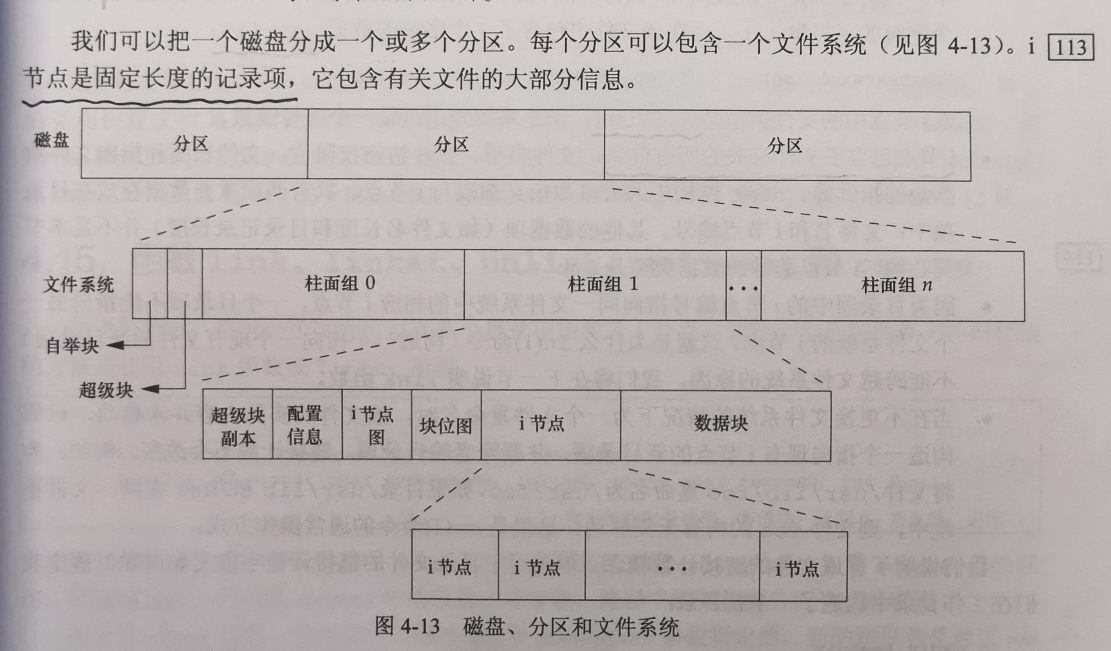 我们可以把一个磁盘分成一个或多个分区。每个分区可以包含一个文件系统（见图 4-13）。i 113
节点是固定长度的记录项，它包含有关文件的大部分信息。
磁盘 分区 分区 分区
文件系统 柱面组 0 柱面组 1 ··· 柱面组 n
自举块
超级块
超级块副本 配置信息 i 节点图 块位图 i 节点 数据块
i 节点 i 节点 ··· i 节点
图 4-13 磁盘、分区和文件系统